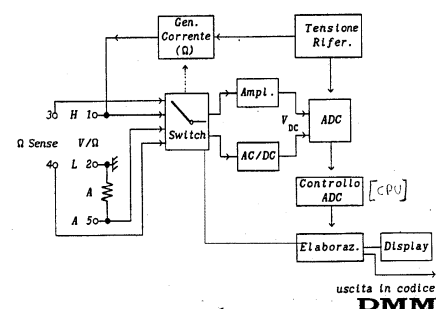 Gen.
Corrente
(Ω)
Tensione
Rifer.
3 H 1
Ω Sense V/Ω
4 L 2
A
A 5
Switch
Ampl.
AC/DC
V DC
ADC
Controllo
ADC
[CPU]
Elaboraz.
Display
uscita in codice
DMM